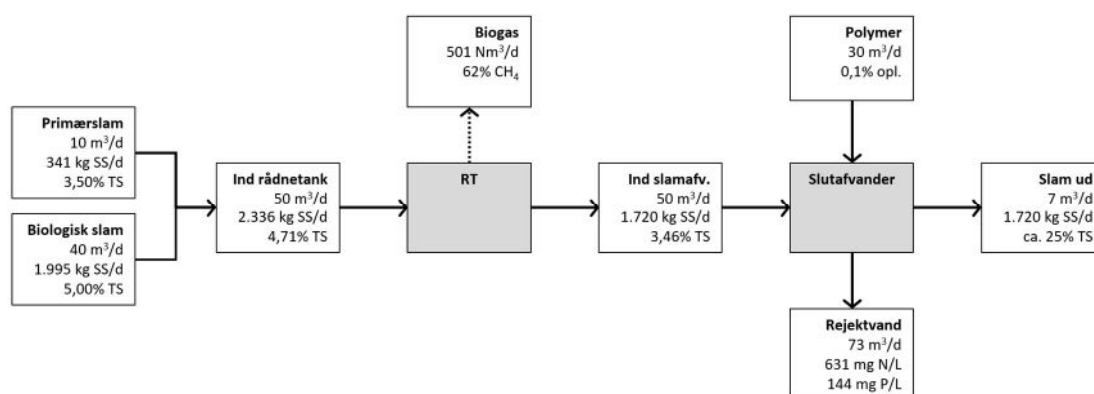 Biogas
501 Nm³/d
62% CH₄
Polymer
30 m³/d
0,1% opl.
Primærslam
10 m³/d
341 kg SS/d
3,50% TS
Biologisk slam
40 m³/d
1.995 kg SS/d
5,00% TS
Ind rådnetank
50 m³/d
2.336 kg SS/d
4,71% TS
RT
Ind slamafv.
50 m³/d
1.720 kg SS/d
3,46% TS
Slutafvander
Slam ud
7 m³/d
1.720 kg SS/d
ca. 25% TS
Rejektvand
73 m³/d
631 mg N/L
144 mg P/L